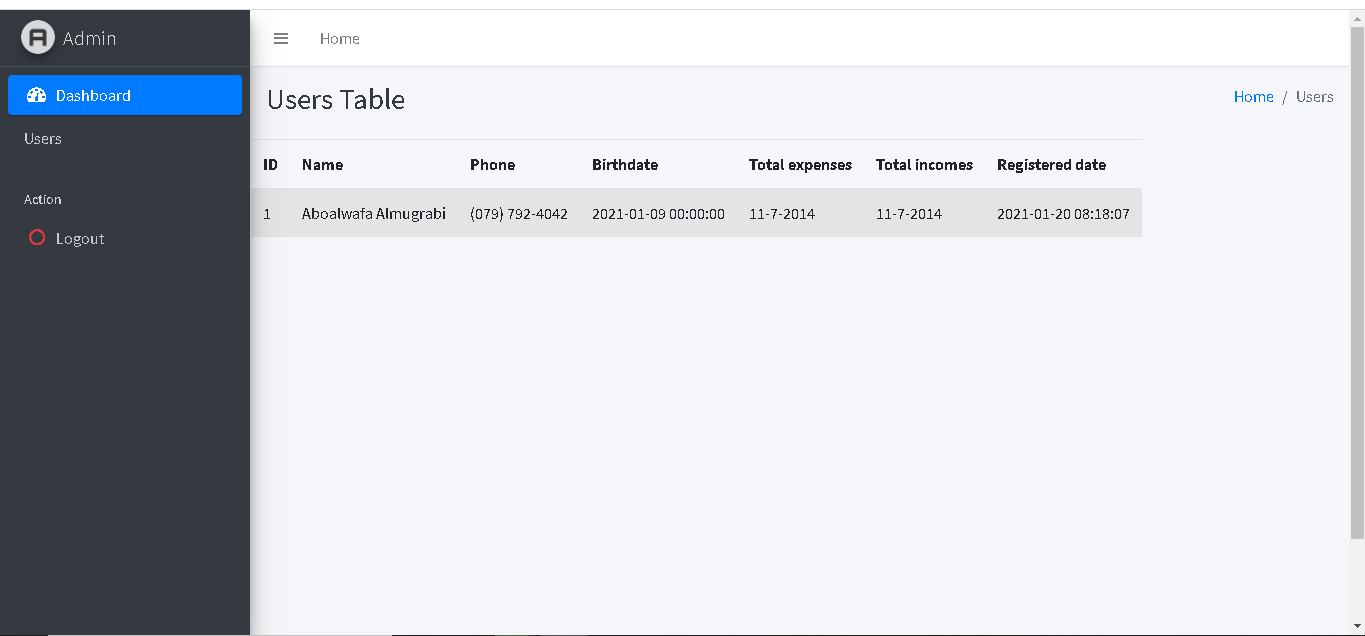 Admin
Home
Dashboard
Users Table
Home / Users
Users
ID Name Phone Birthdate Total expenses Total incomes Registered date
Action
1 Aboalwafa Almugrabi (079) 792-4042 2021-01-09 00:00:00 11-7-2014 11-7-2014 2021-01-20 08:18:07
Logout